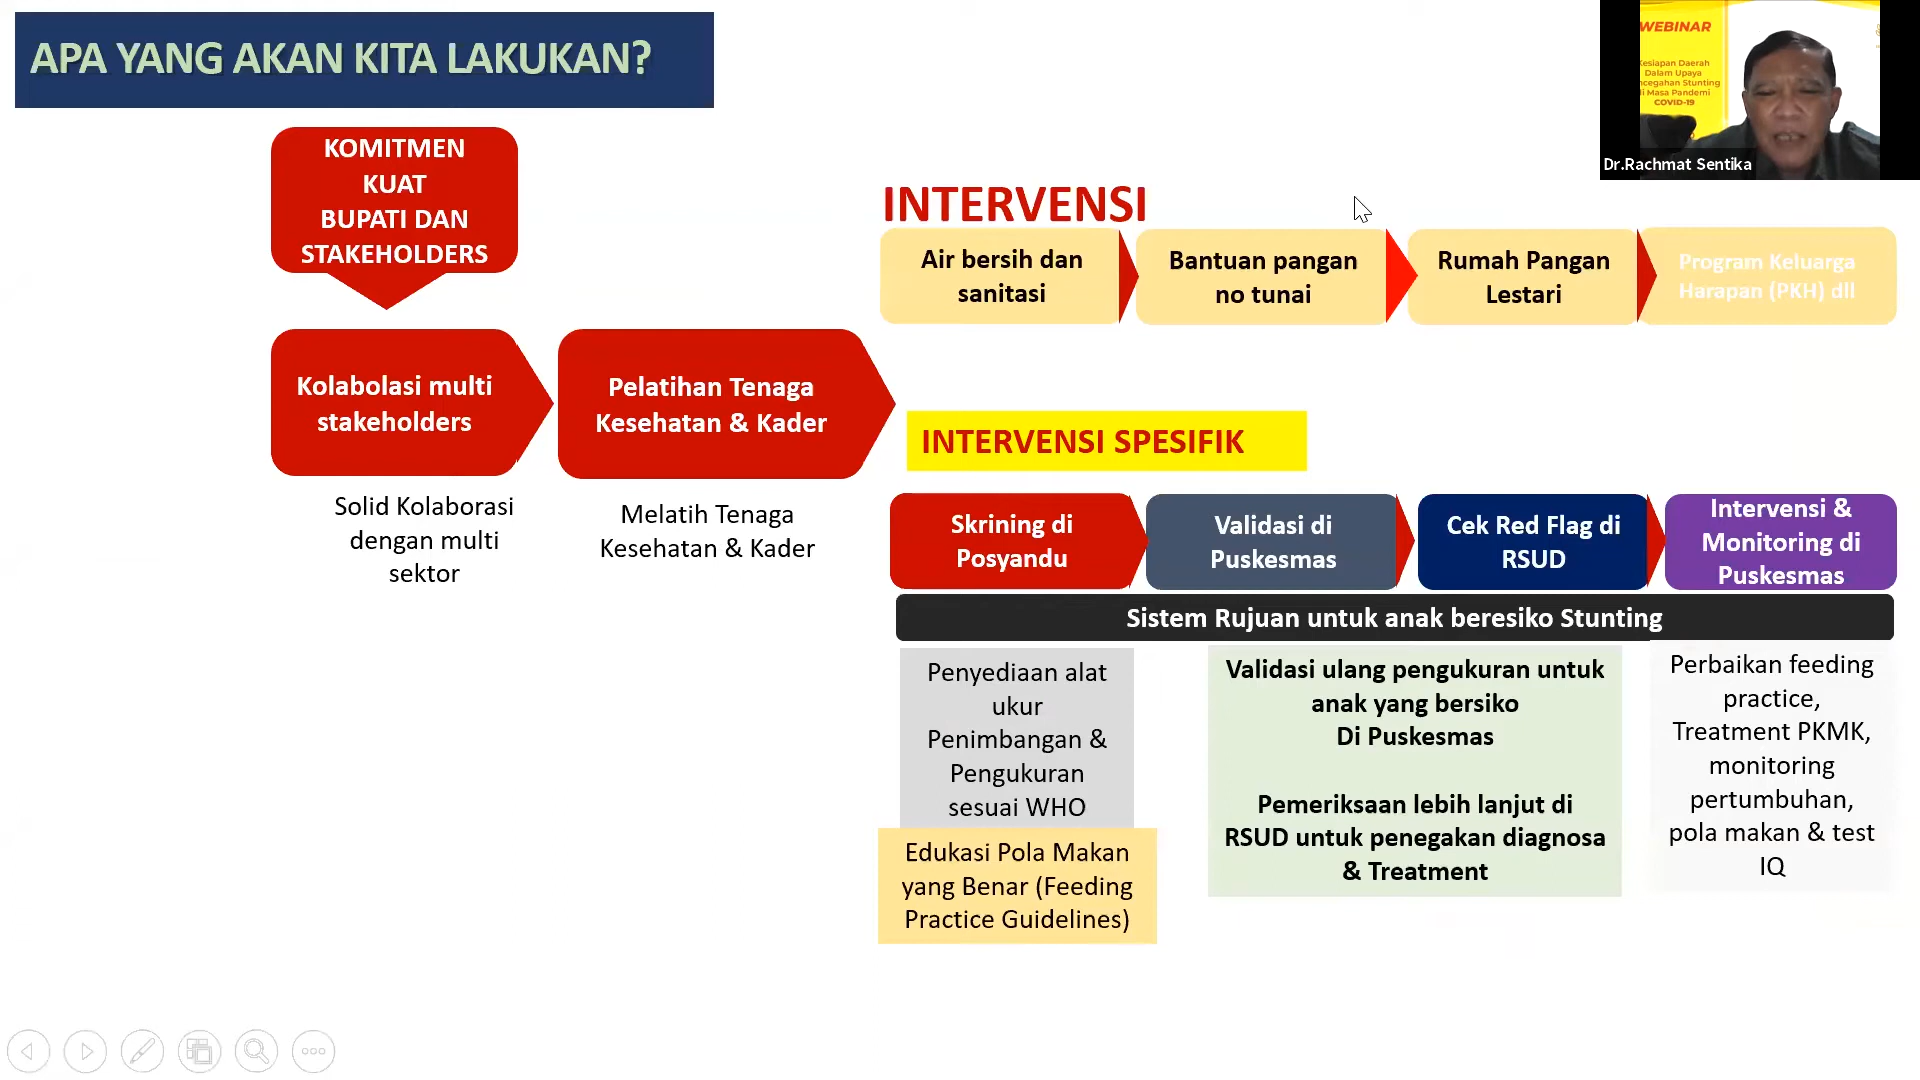 APA YANG AKAN KITA LAKUKAN?
WEBINAR
Dalam Upaya
COVID-19
Dr.Rachmat Sentika
KOMITMEN
KUAT
BUPATI DAN
STAKEHOLDERS
Kolabolasi multi
stakeholders
Pelatihan Tenaga
Kesehatan & Kader
Solid Kolaborasi
dengan multi
sektor
Melatih Tenaga
Kesehatan & Kader
INTERVENSI
Air bersih dan
sanitasi
Bantuan pangan
no tunai
Rumah Pangan
Lestari
Program Keluarga
Harapan (PKH) dll
INTERVENSI SPESIFIK
Skrining di
Posyandu
Validasi di
Puskesmas
Cek Red Flag di
RSUD
Intervensi &
Monitoring di
Puskesmas
Sistem Rujuan untuk anak beresiko Stunting
Penyediaan alat
ukur
Penimbangan &
Pengukuran
sesuai WHO
Edukasi Pola Makan
yang Benar (Feeding
Practice Guidelines)
Validasi ulang pengukuran untuk
anak yang bersiko
Di Puskesmas
Pemeriksaan lebih lanjut di
RSUD untuk penegakan diagnosa
& Treatment
Perbaikan feeding
practice,
Treatment PKMK,
monitoring
pertumbuhan,
pola makan & test
IQ